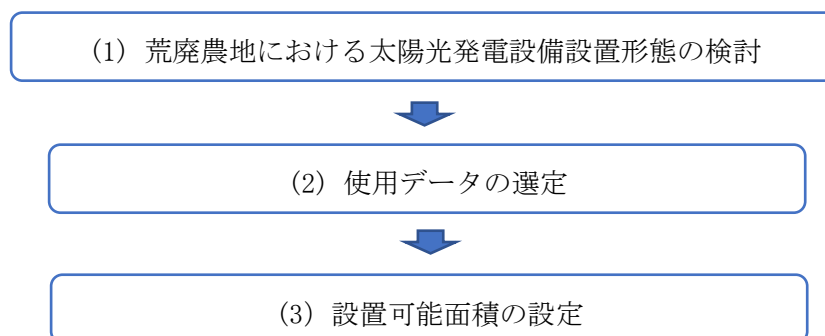 (1) 荒廃農地における太陽光発電設備設置形態の検討
(2) 使用データの選定
(3) 設置可能面積の設定